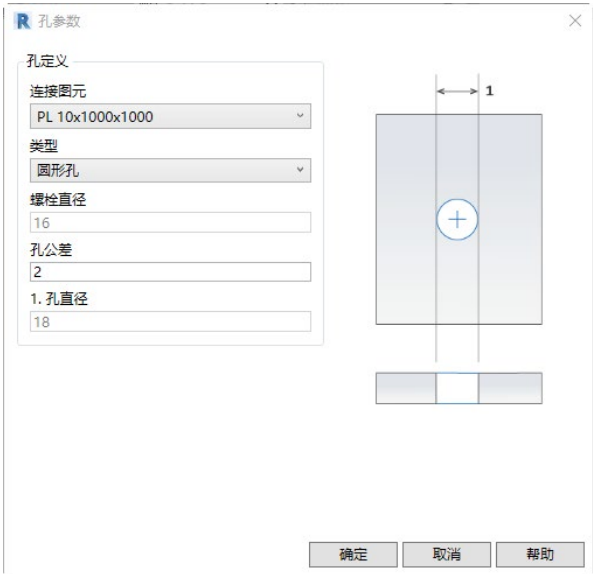 孔参数
孔定义
连接图元
PL 10x1000x1000
类型
圆形孔
螺栓直径
16
孔公差
2
1. 孔直径
18
1
确定
取消
帮助